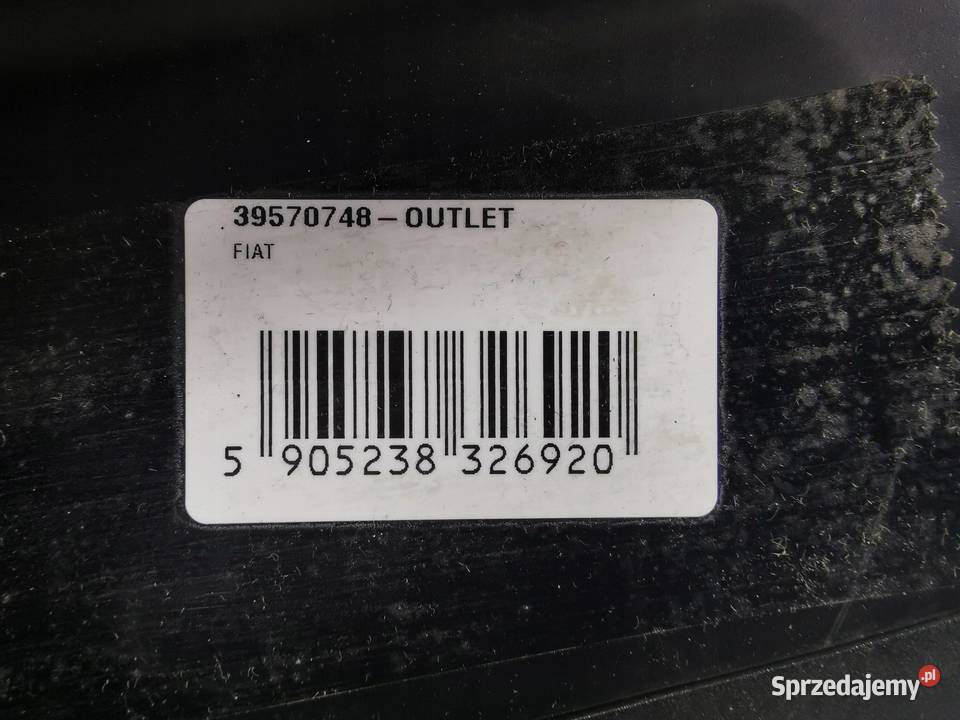 39570748-OUTLET
FIAT
5 905238 326920
Sprzedajemy.pl